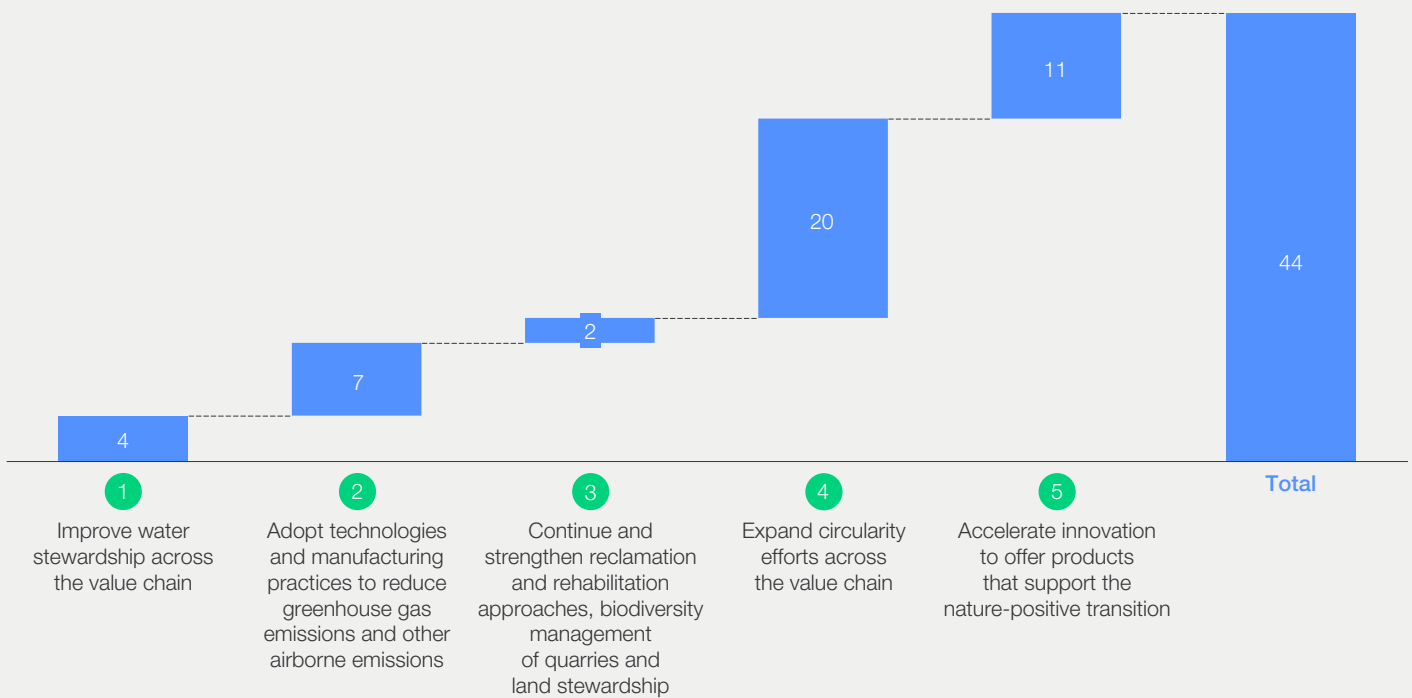 11
20
44
2
7
4
1
Improve water
stewardship across
the value chain
2
Adopt technologies
and manufacturing
practices to reduce
greenhouse gas
emissions and other
airborne emissions
3
Continue and
strengthen reclamation
and rehabilitation
approaches, biodiversity
management
of quarries and
land stewardship
4
Expand circularity
efforts across
the value chain
5
Accelerate innovation
to offer products
that support the
nature-positive transition
Total